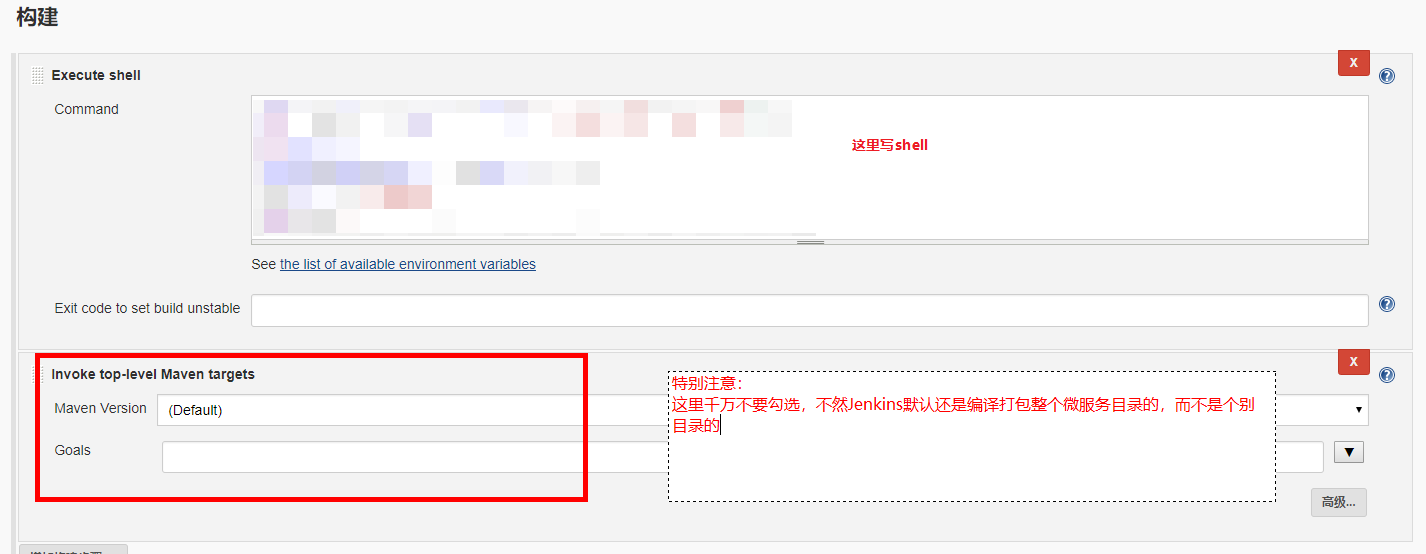 构建
Execute shell
X
Command
这里写shell
See the list of available environment variables
Exit code to set build unstable
Invoke top-level Maven targets
X
特别注意：
Maven Version
(Default)
这里千万不要勾选，不然Jenkins默认还是编译打包整个微服务目录的，而不是个别
目录的
Goals
高级...